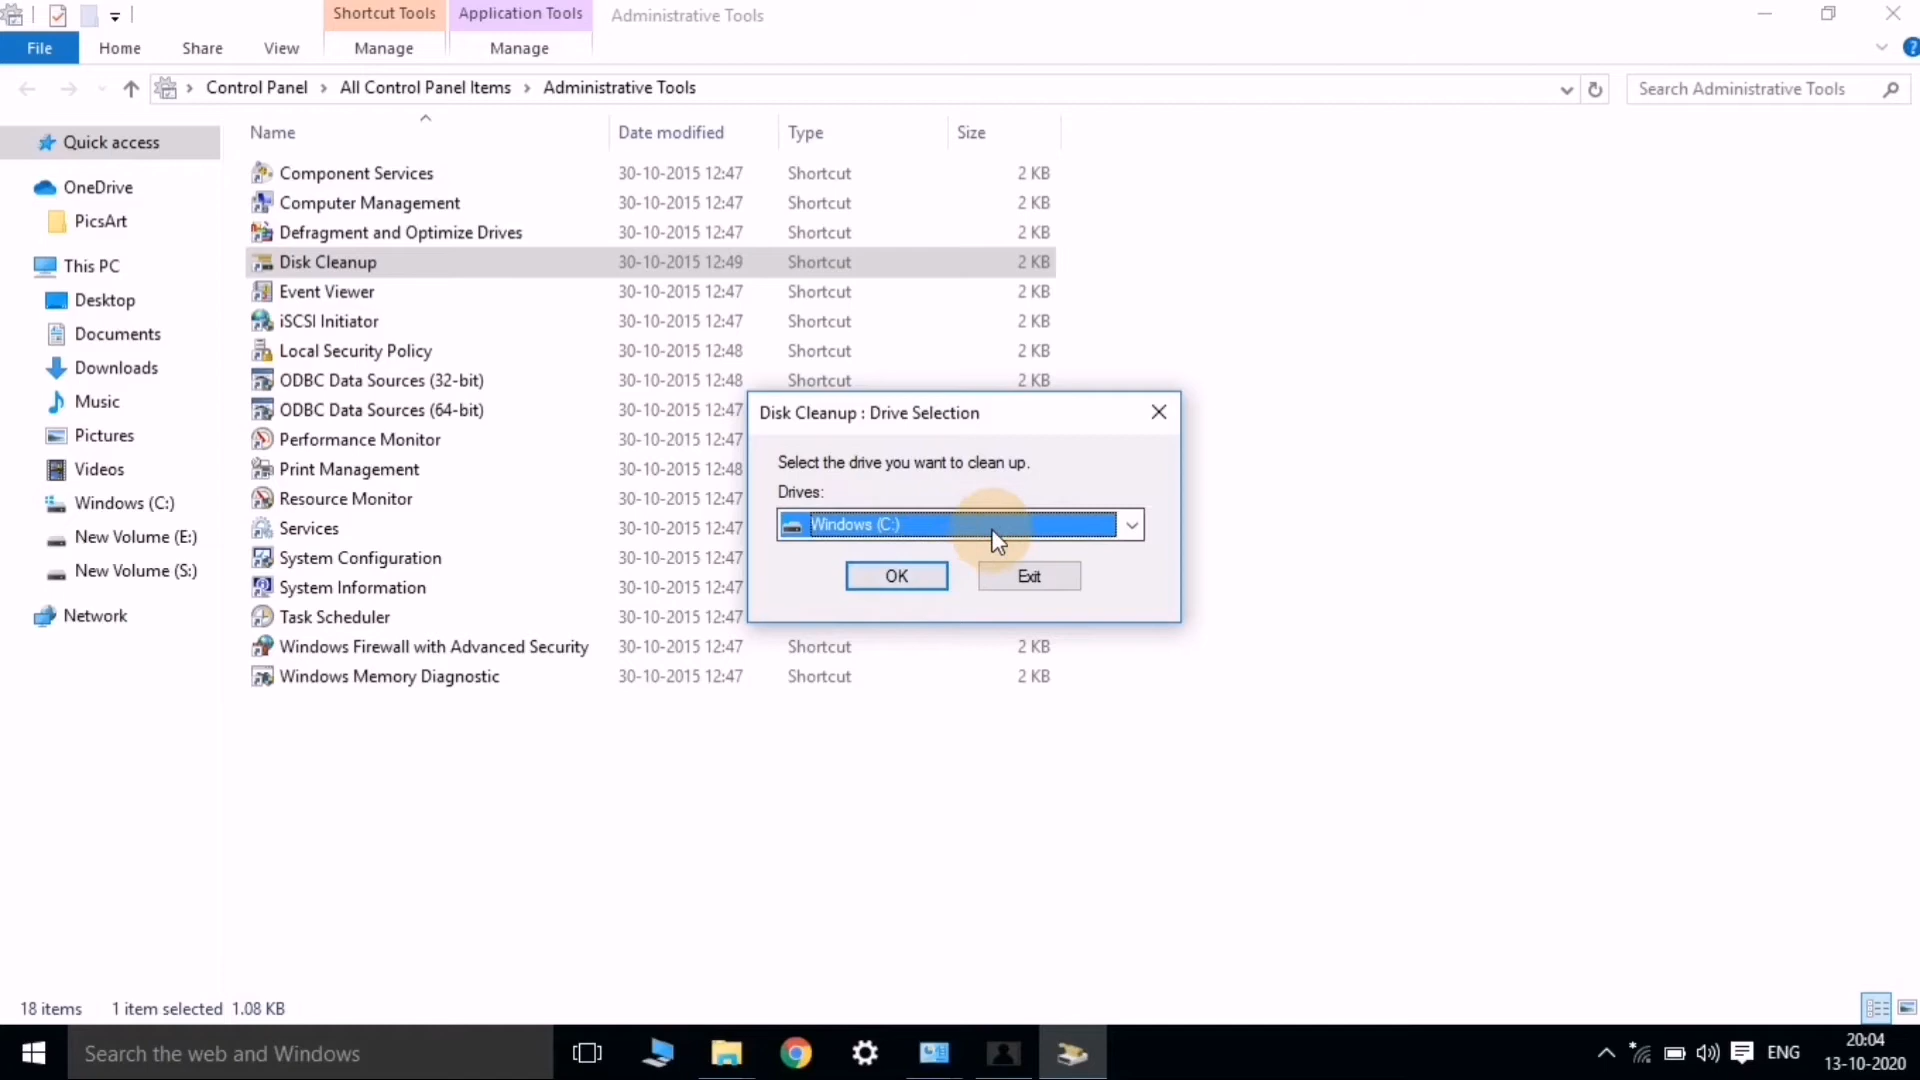 Shortcut Tools Application Tools Administrative Tools
File Home Share View Manage Manage
Control Panel All Control Panel Items Administrative Tools Search Administrative Tools
Name Date modified Type Size
Quick access
OneDrive
PicsArt
This PC
Desktop
Documents
Downloads
Music
Pictures
Videos
Windows (C:)
New Volume (E:)
New Volume (S:)
Network
Component Services 30-10-2015 12:47 Shortcut 2 KB
Computer Management 30-10-2015 12:47 Shortcut 2 KB
Defragment and Optimize Drives 30-10-2015 12:47 Shortcut 2 KB
Disk Cleanup 30-10-2015 12:49 Shortcut 2 KB
Event Viewer 30-10-2015 12:47 Shortcut 2 KB
iSCSI Initiator 30-10-2015 12:47 Shortcut 2 KB
Local Security Policy 30-10-2015 12:48 Shortcut 2 KB
ODBC Data Sources (32-bit) 30-10-2015 12:48 Shortcut 2 KB
ODBC Data Sources (64-bit) 30-10-2015 12:47
Performance Monitor 30-10-2015 12:47
Print Management 30-10-2015 12:48
Resource Monitor 30-10-2015 12:47
Services 30-10-2015 12:47
System Configuration 30-10-2015 12:47
System Information 30-10-2015 12:47
Task Scheduler 30-10-2015 12:47
Windows Firewall with Advanced Security 30-10-2015 12:47 Shortcut 2 KB
Windows Memory Diagnostic 30-10-2015 12:47 Shortcut 2 KB
Disk Cleanup : Drive Selection
Select the drive you want to clean up.
Drives:
Windows (C:)
OK Exit
18 items 1 item selected 1.08 KB
Search the web and Windows
ENG
20:04
13-10-2020